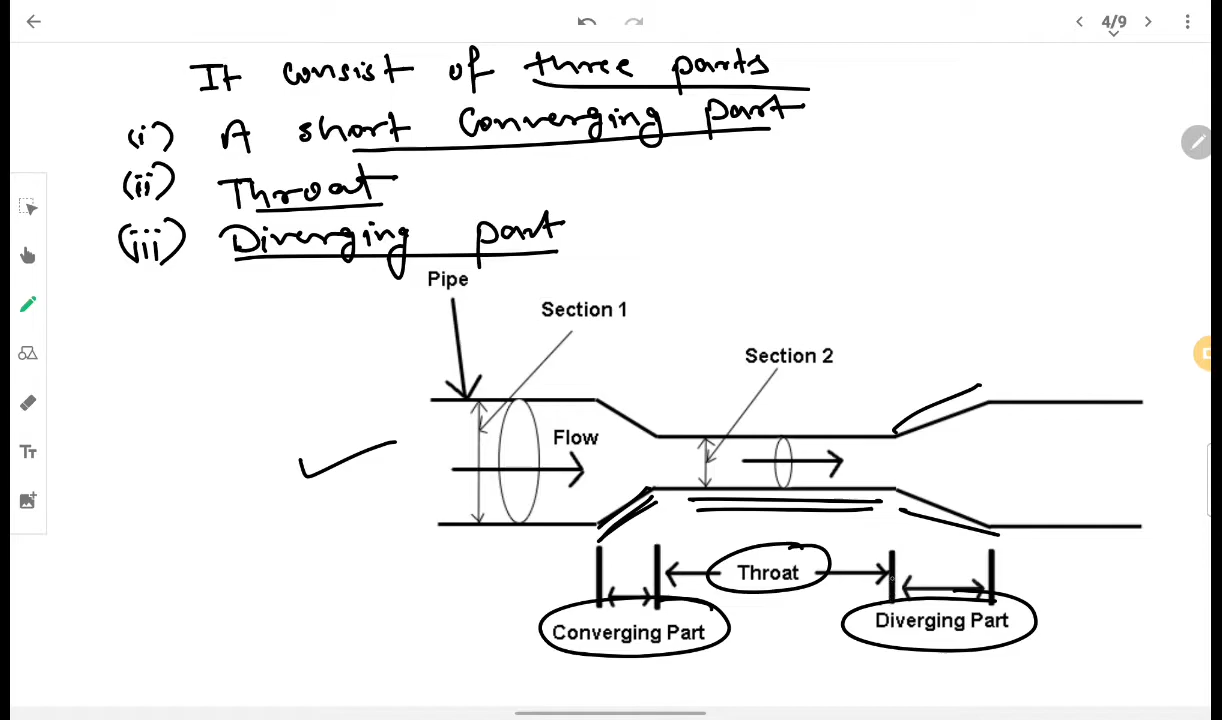 4/9
It consist of three parts
(i) A short converging part
(ii) Throat
(iii) Diverging part
Pipe
Section 1
Section 2
Flow
Throat
Converging Part
Diverging Part
Tт